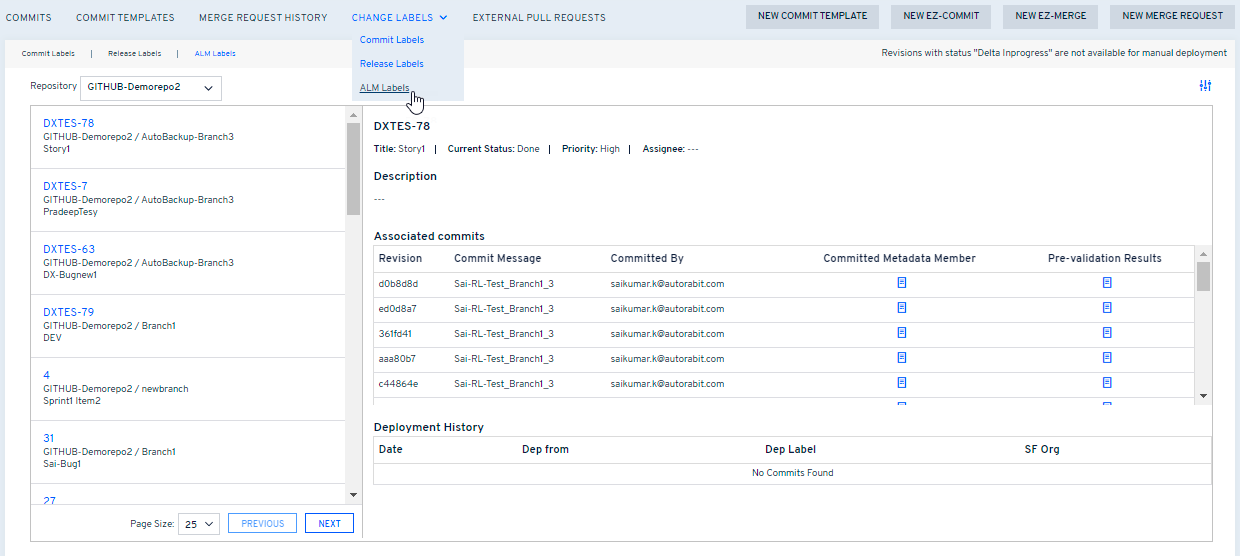 COMMITS COMMIT TEMPLATES MERGE REQUEST HISTORY CHANGE LABELS EXTERNAL PULL REQUESTS NEW COMMIT TEMPLATE NEW EZ-COMMIT NEW EZ-MERGE NEW MERGE REQUEST
Commit Labels
Release Labels
ALM Labels
Commit Labels | Release Labels | ALM Labels
Revisions with status "Delta Inprogress" are not available for manual deployment
Repository GITHUB-Demorepo2
DXTES-78
GITHUB-Demorepo2 / AutoBackup-Branch3
Story1
DXTES-7
GITHUB-Demorepo2 / AutoBackup-Branch3
PradeepTesy
DXTES-63
GITHUB-Demorepo2 / AutoBackup-Branch3
DX-Bugnew1
DXTES-79
GITHUB-Demorepo2 / Branch1
DEV
4
GITHUB-Demorepo2 / newbranch
Sprint1 Item2
31
GITHUB-Demorepo2 / Branch1
Sai-Bug1
27
Page Size: 25 PREVIOUS NEXT
DXTES-78
Title: Story1 | Current Status: Done | Priority: High | Assignee: ---
Description
---
Associated commits
Revision Commit Message Committed By Committed Metadata Member Pre-validation Results
d0b8d8d Sai-RL-Test_Branch1_3 saikumar.k@autorabit.com
ed0d8a7 Sai-RL-Test_Branch1_3 saikumar.k@autorabit.com
361fd41 Sai-RL-Test_Branch1_3 saikumar.k@autorabit.com
aaa80b7 Sai-RL-Test_Branch1_3 saikumar.k@autorabit.com
c44864e Sai-RL-Test_Branch1_3 saikumar.k@autorabit.com
Deployment History
Date Dep from Dep Label SF Org
No Commits Found